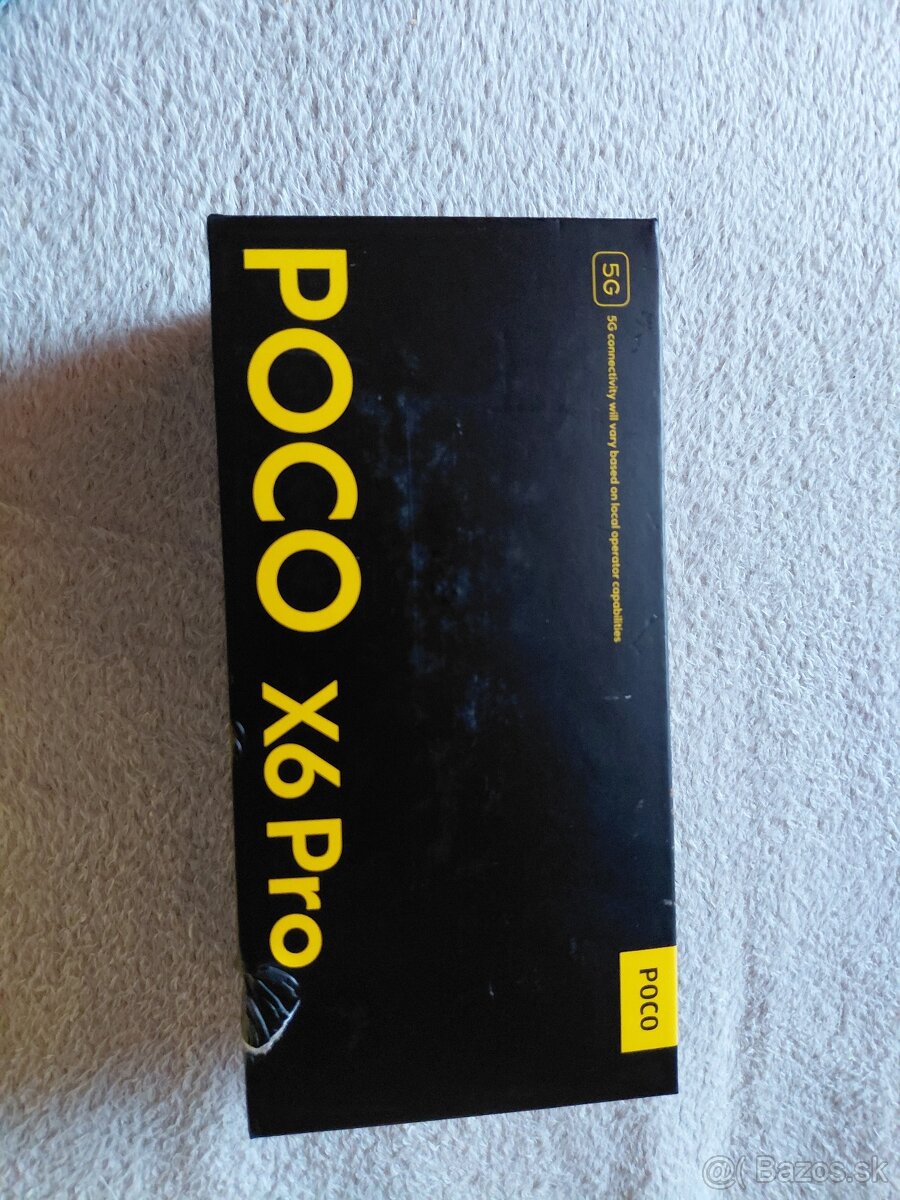 5G
5G connectivity will vary based on local operator capabilities
POCO
POCO X6 Pro
@( Bazos.sk